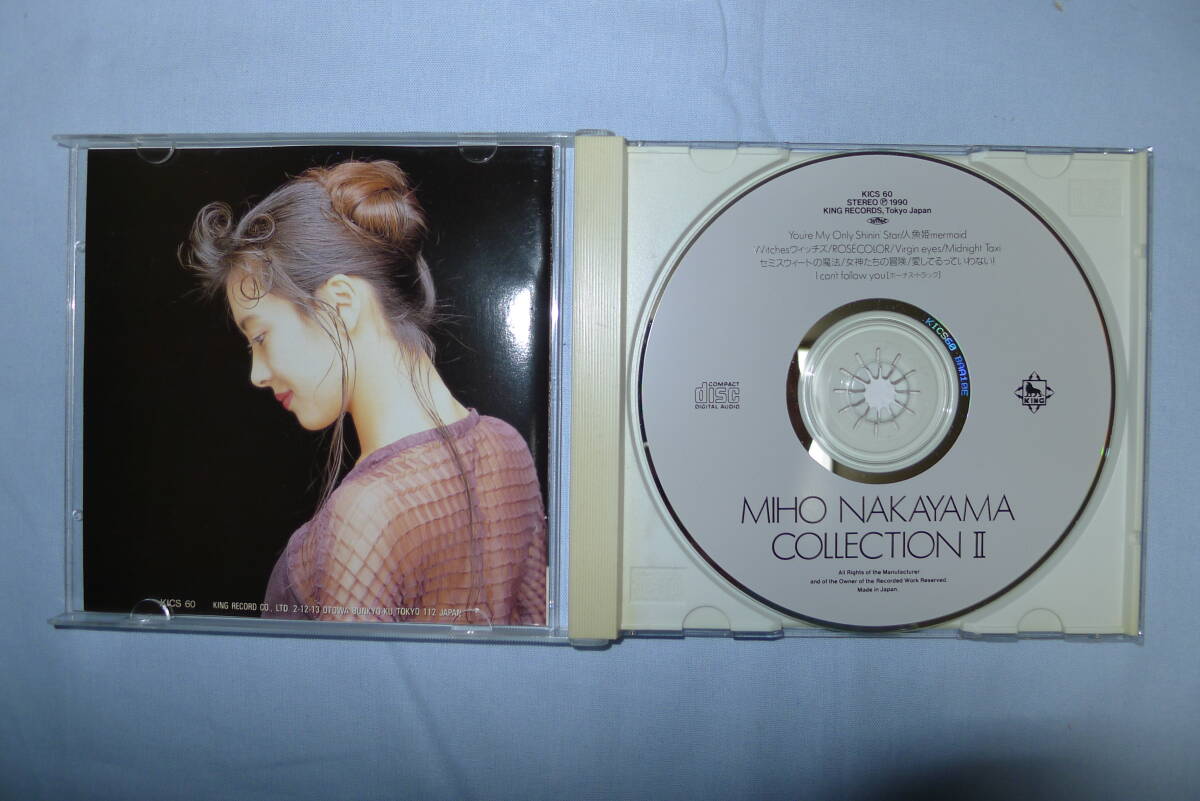 KICS 60 KING RECORD CO., LTD. 2-12-13 OTOWA BUNKYO-KU TOKYO 112 JAPAN
KICS 60
STEREO Ⓟ1990
KING RECORDS, Tokyo Japan
You're My Only Shinin' Star/人魚姫mermaid
Witchesウィッチズ/ROSÉCOLOR/Virgin eyes/Midnight Taxi
セミスウィートの魔法/女神たちの冒険/愛してるっていわない!
I can't follow you[ボーナス・トラック]
KICS60
COMPACT
disc
DIGITAL AUDIO
KING
MIHO NAKAYAMA
COLLECTION II
All Rights of the Manufacturer
and of the Owner of the Recorded Work Reserved.
Made in Japan.